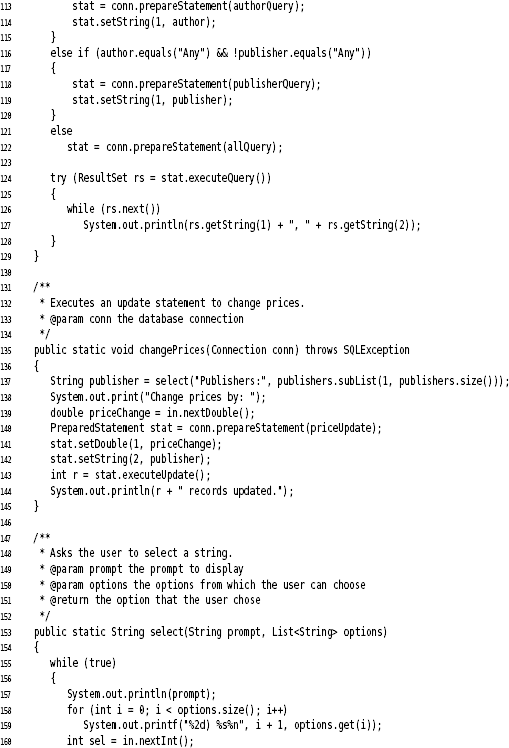 113          stat = conn.prepareStatement(authorQuery);
114          stat.setString(1, author);
115       }
116       else if (author.equals("Any") && !publisher.equals("Any"))
117       {
118          stat = conn.prepareStatement(publisherQuery);
119          stat.setString(1, publisher);
120       }
121       else
122          stat = conn.prepareStatement(allQuery);
123
124       try (ResultSet rs = stat.executeQuery())
125       {
126          while (rs.next())
127             System.out.println(rs.getString(1) + ", " + rs.getString(2));
128       }
129    }
130
131    /**
132     * Executes an update statement to change prices.
133     * @param conn the database connection
134     */
135    public static void changePrices(Connection conn) throws SQLException
136    {
137       String publisher = select("Publishers:", publishers.subList(1, publishers.size()));
138       System.out.print("Change prices by: ");
139       double priceChange = in.nextDouble();
140       PreparedStatement stat = conn.prepareStatement(priceUpdate);
141       stat.setDouble(1, priceChange);
142       stat.setString(2, publisher);
143       int r = stat.executeUpdate();
144       System.out.println(r + " records updated.");
145    }
146
147    /**
148     * Asks the user to select a string.
149     * @param prompt the prompt to display
150     * @param options the options from which the user can choose
151     * @return the option that the user chose
152     */
153    public static String select(String prompt, List<String> options)
154    {
155       while (true)
156       {
157          System.out.println(prompt);
158          for (int i = 0; i < options.size(); i++)
159             System.out.printf("%2d) %s%n", i + 1, options.get(i));
160          int sel = in.nextInt();